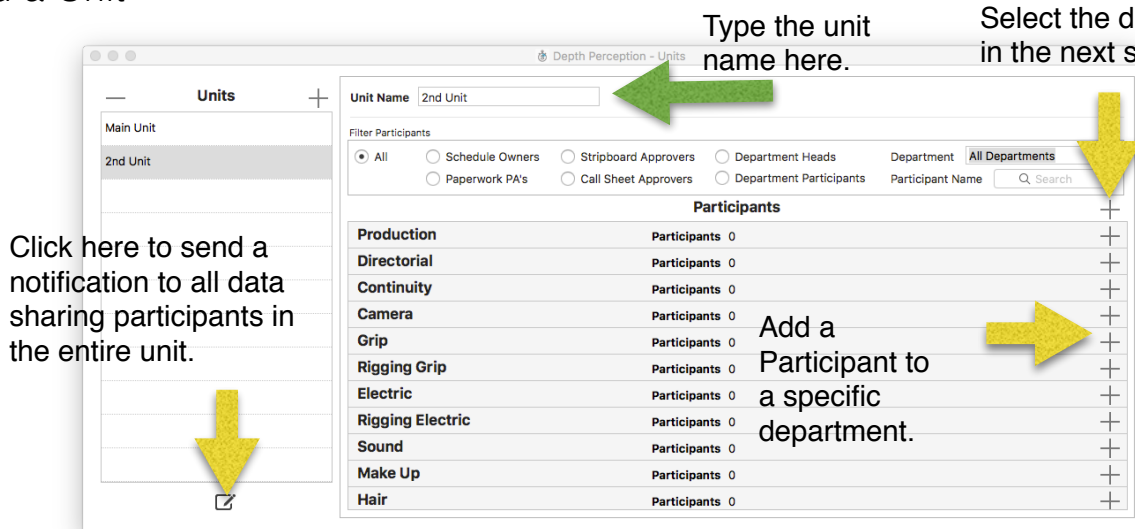 Type the unit
name here.
Select the
in the next
Depth Perception - Units
Units
Main Unit
2nd Unit
Unit Name 2nd Unit
Filter Participants
All Schedule Owners Stripboard Approvers Department Heads Department All Departments
Paperwork PA's Call Sheet Approvers Department Participants Participant Name Search
Participants
Production Participants 0
Directorial Participants 0
Continuity Participants 0
Camera Participants 0
Grip Participants 0
Rigging Grip Participants 0
Electric Participants 0
Rigging Electric Participants 0
Sound Participants 0
Make Up Participants 0
Hair Participants 0
Click here to send a
notification to all data
sharing participants in
the entire unit.
Add a
Participant to
a specific
department.